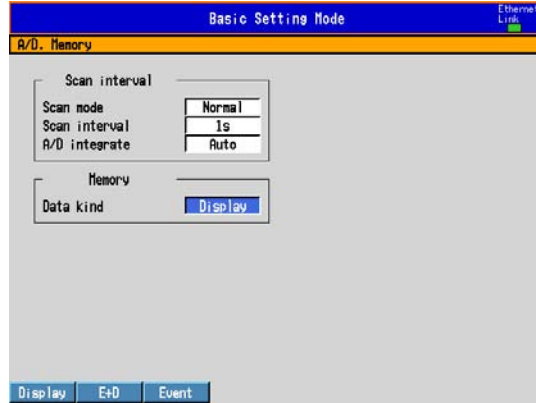 Basic Setting Mode
Ethernet
Link
A/D. Memory
Scan interval
Scan mode Normal
Scan interval 1s
A/D integrate Auto
Memory
Data kind Display
Display E+D Event